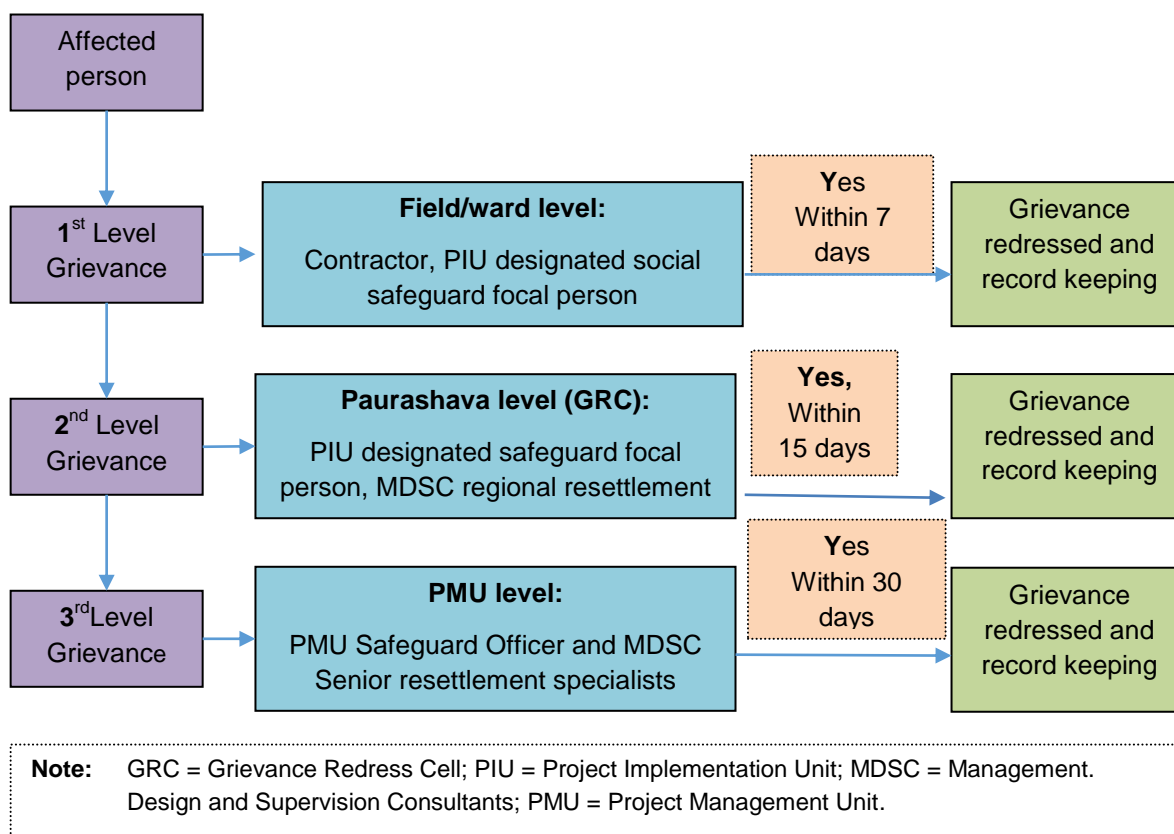 Affected
person
1st Level
Grievance
Field/ward level:
Contractor, PIU designated social
safeguard focal person
Yes
Within 7
days
Grievance
redressed and
record keeping
2nd Level
Grievance
Paurashava level (GRC):
PIU designated safeguard focal
person, MDSC regional resettlement
Yes,
Within
15 days
Grievance
redressed and
record keeping
3rdLevel
Grievance
PMU level:
PMU Safeguard Officer and MDSC
Senior resettlement specialists
Yes
Within 30
days
Grievance
redressed and
record keeping
Note: GRC = Grievance Redress Cell; PIU = Project Implementation Unit; MDSC = Management.
Design and Supervision Consultants; PMU = Project Management Unit.